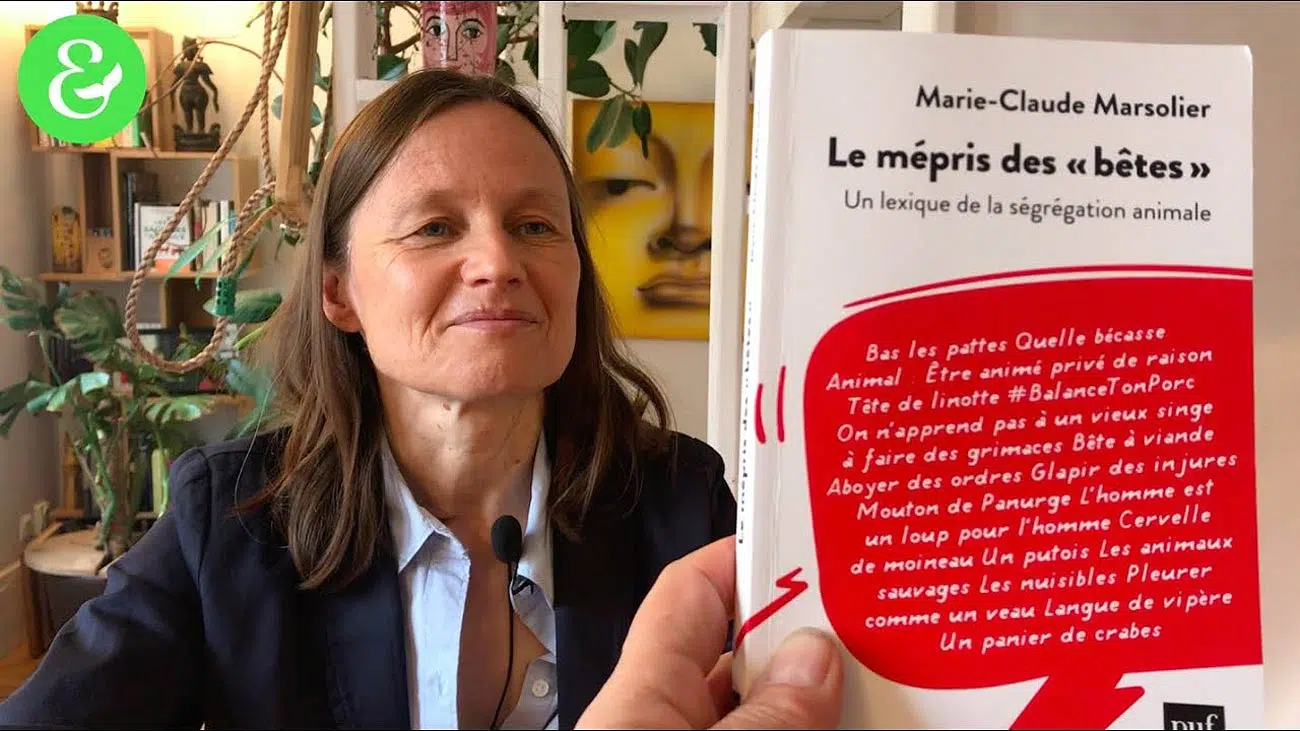 &
Marie-Claude Marsolier
Le mépris des « bêtes »
Un lexique de la ségrégation animale
Bas les pattes Quelle bécasse
Animal : Être animé privé de raison
Tête de linotte #BalanceTonPorc
On n'apprend pas à un vieux singe
à faire des grimaces Bête à viande
Aboyer des ordres Glapir des injures
Mouton de Panurge L'homme est
un loup pour l'homme Cervelle
de moineau Un putois Les animaux
sauvages Les nuisibles Pleurer
comme un veau Langue de vipère
Un panier de crabes
puf